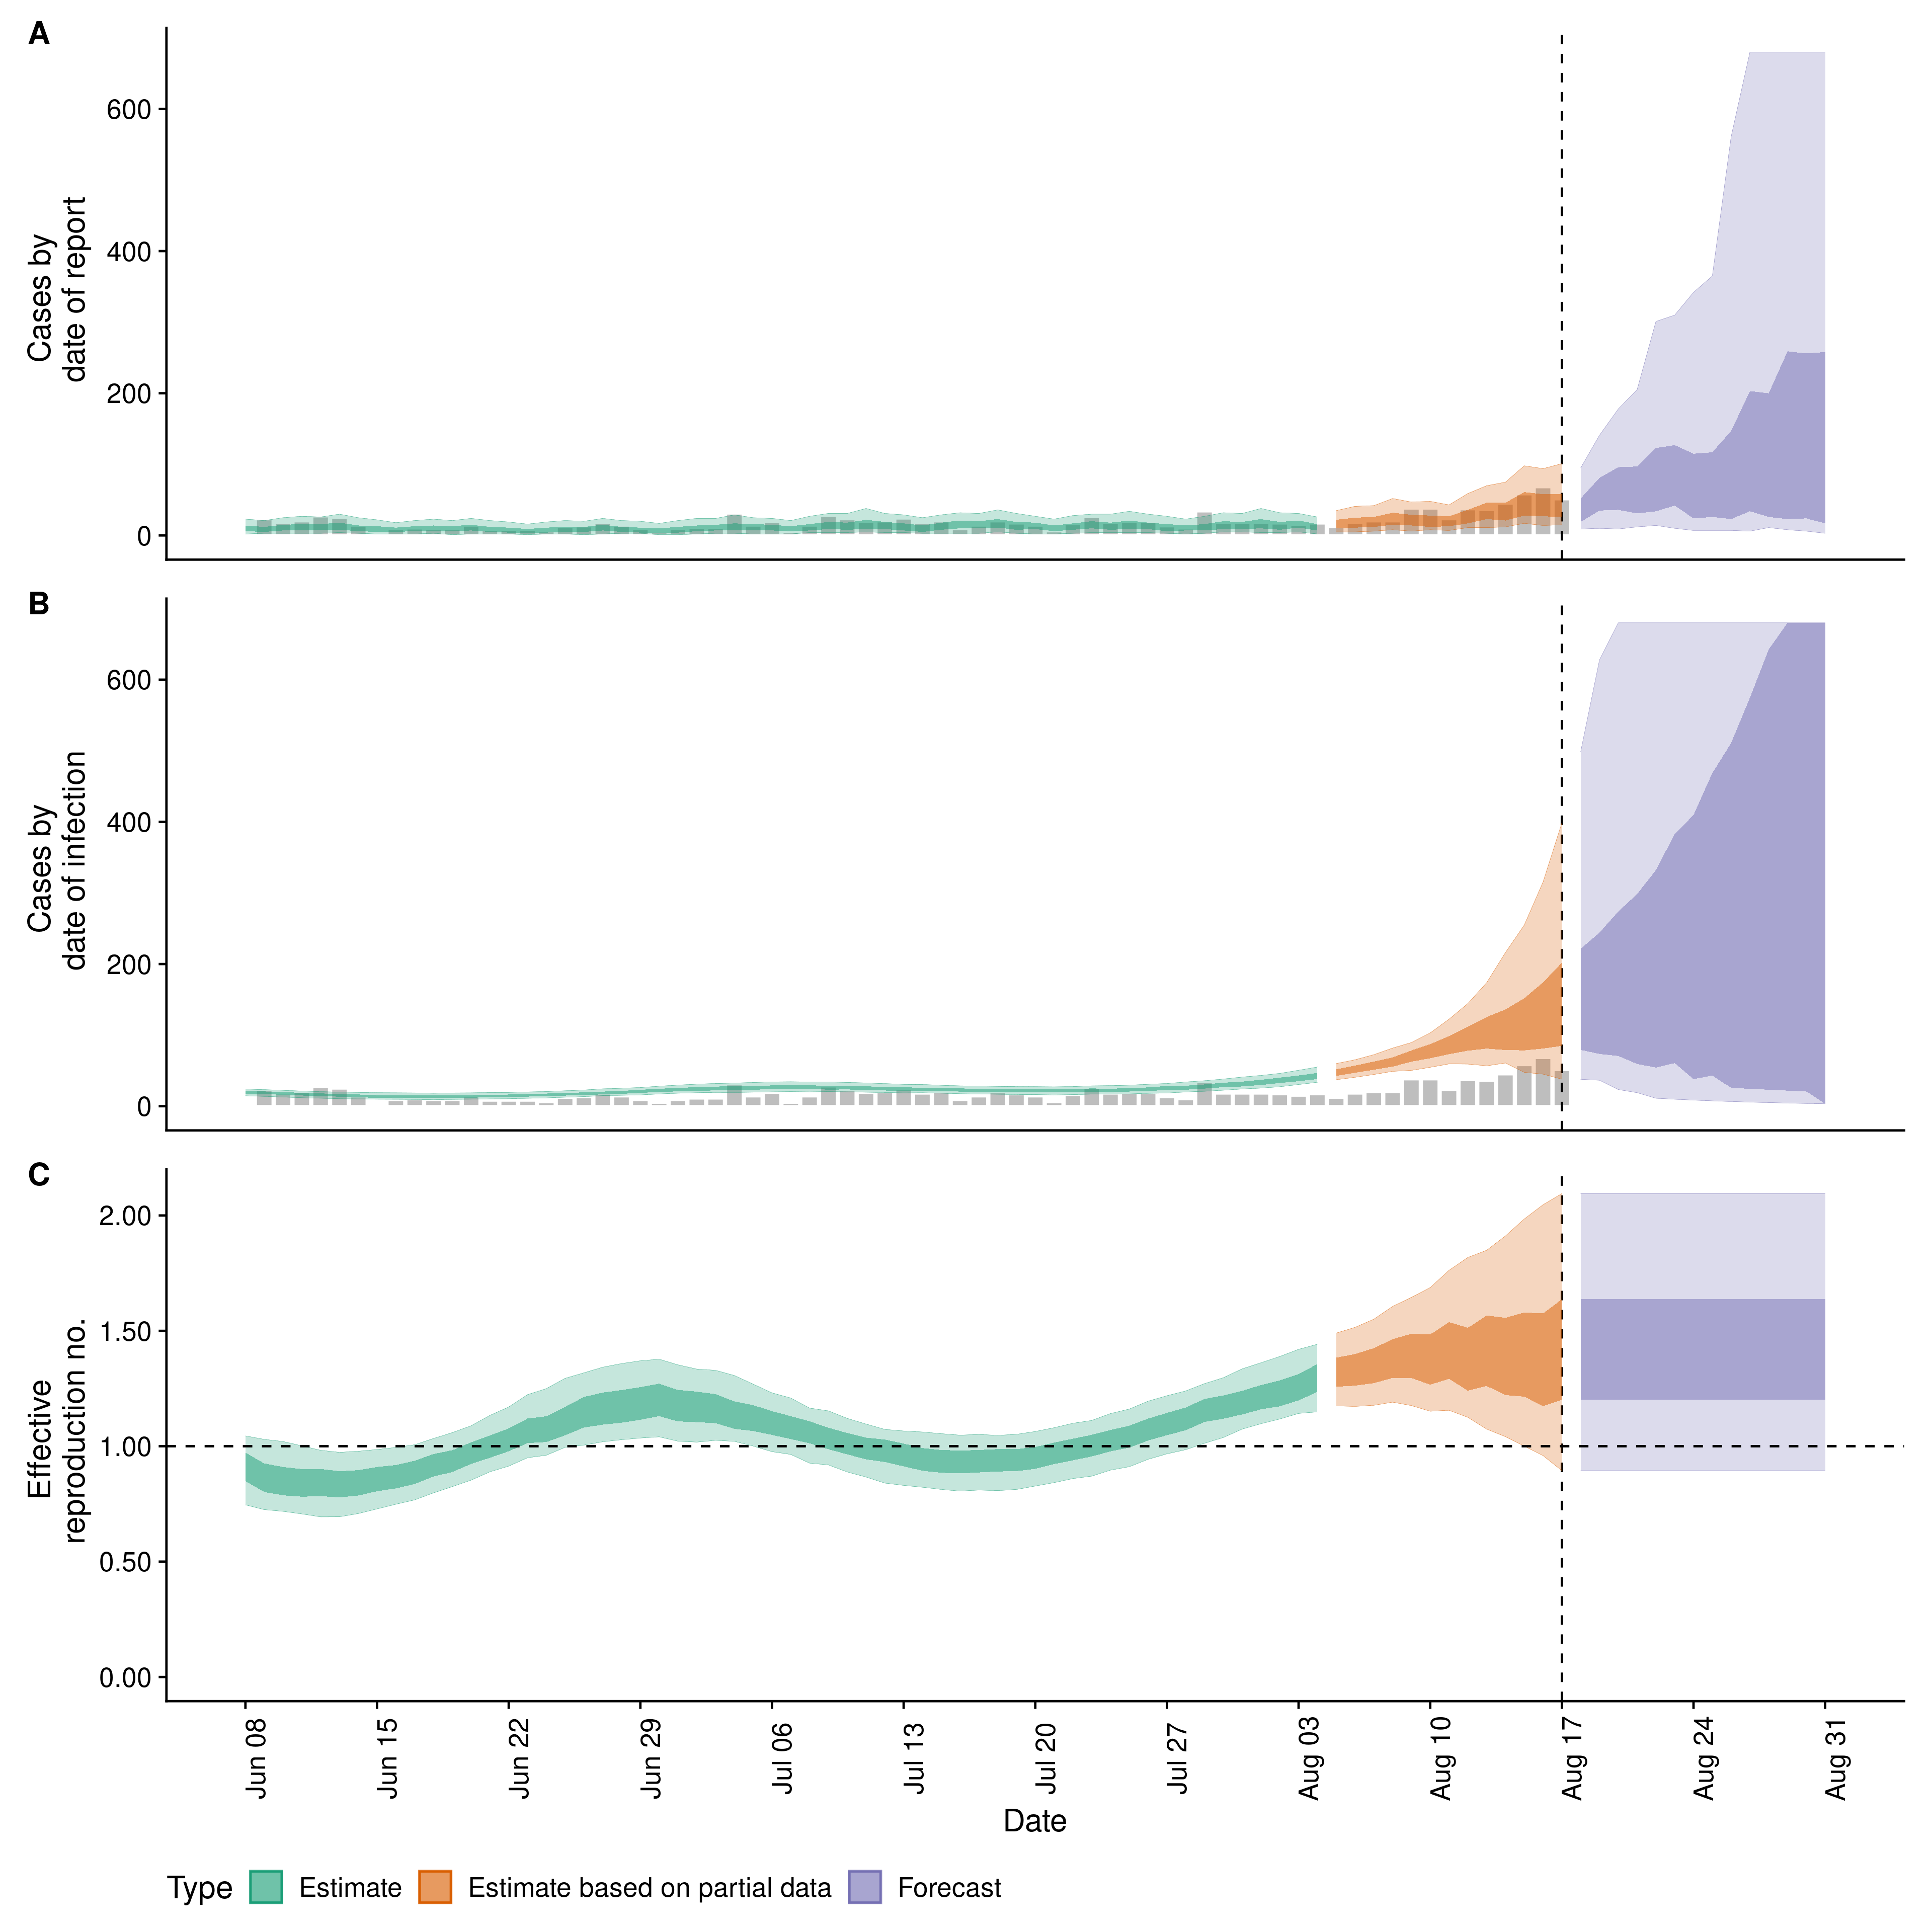 A
600
400
200
0
Cases by
date of report
B
600
400
200
0
Cases by
date of infection
C
2.00
1.50
1.00
0.50
0.00
Effective
reproduction no.
Jun 08
Jun 15
Jun 22
Jun 29
Jul 06
Jul 13
Jul 20
Jul 27
Aug 03
Aug 10
Aug 17
Aug 24
Aug 31
Date
Type
Estimate
Estimate based on partial data
Forecast